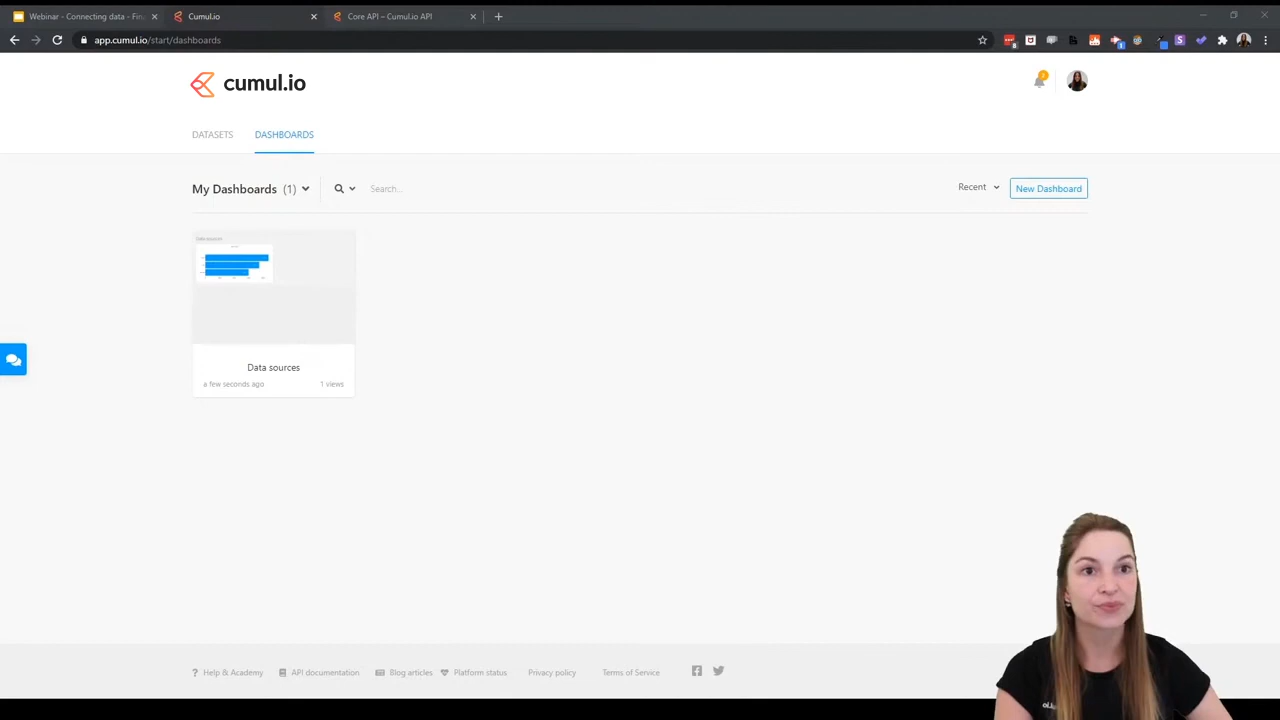 Webinar - Connecting data - Fin
Cumul.io
Core API – Cumul.io API
app.cumul.io/start/dashboards
cumul.io
DATASETS
DASHBOARDS
My Dashboards (1)
Search...
Recent
New Dashboard
Data sources
Data sources
a few seconds ago
1 views
Help & Academy
API documentation
Blog articles
Platform status
Privacy policy
Terms of Service